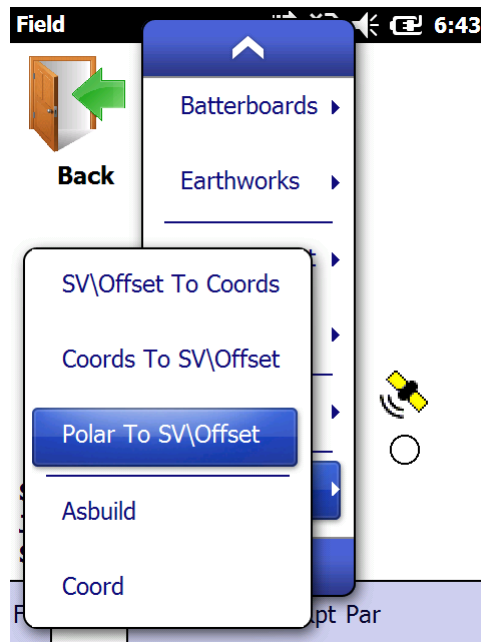 Field
6:43
Back
Batterboards
Earthworks
SV\Offset To Coords
Coords To SV\Offset
Polar To SV\Offset
Asbuild
Coord
Par